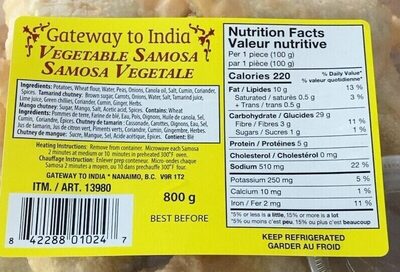 Gateway to India
VEGETABLE SAMOSA
SAMOSA VEGETALE
Ingredients: Potatoes, Wheat flour, Water, Peas, Onions, Canola oil, Salt, Cumin, Coriander,
Spices. Tamarind chutney: Brown sugar, Carrots, Onions, Water, Salt, Tamarind juice,
lime juice, Green chillies, Coriander, Cumin, Ginger, Herbs.
Mango chutney: Sugar, Mango, Salt, Acetic acid, Spices. Contains: Wheat
Ingrédients: Pommes de terre, Farine de blé, Eau, Pois, Oignons, Huile de canola, Sel,
Cumin, Coriandre, Épices. Chutney de tamarin : Cassonade, Carottes, Oignons, Eau, Sel,
Jus de tamarin, Jus de citron vert, Piments verts, Coriandre, Cumin, Gingembre, Herbes.
Chutney de mangue: Sucre, Mangue, Sel, Acide acétique, Épices. Contient: Blé
Heating Instructions: Remove from container. Microwave each Samosa
2 minutes at medium or 10 minutes in preheated 300°F oven.
Chauffage Instruction: Enlever each container. Micro-ondes chaque
Samosa 2 minutes a moyen, ou 10 dans prechauffe 300°F four.
GATEWAY TO INDIA * NANAIMO, B.C. V9R 1T2
ITM. / ART. 13980
800 g
BEST BEFORE
8 42288 01024 7
Nutrition Facts
Valeur nutritive
Per 1 piece (100 g)
par 1 pièce (100 g)
Calories 220
% Daily Value*
% valeur quotidienne*
Fat / Lipides 10 g 13 %
Saturated / saturés 0.5 g
+ Trans / trans 0.5 g 3 %
Carbohydrate / Glucides 29 g
Fibre / Fibres 3 g 11 %
Sugars / Sucres 1 g 1 %
Protein / Protéines 5 g
Cholesterol / Cholestérol 0 mg
Sodium 510 mg 22 %
Potassium 250 mg 5 %
Calcium 10 mg 1 %
Iron / Fer 2 mg 11 %
*5% or less is a little, 15% or more is a lot
*5% ou moins c'est peu, 15% ou plus c'est beaucoup
KEEP REFRIGERATED
GARDER AU FROID